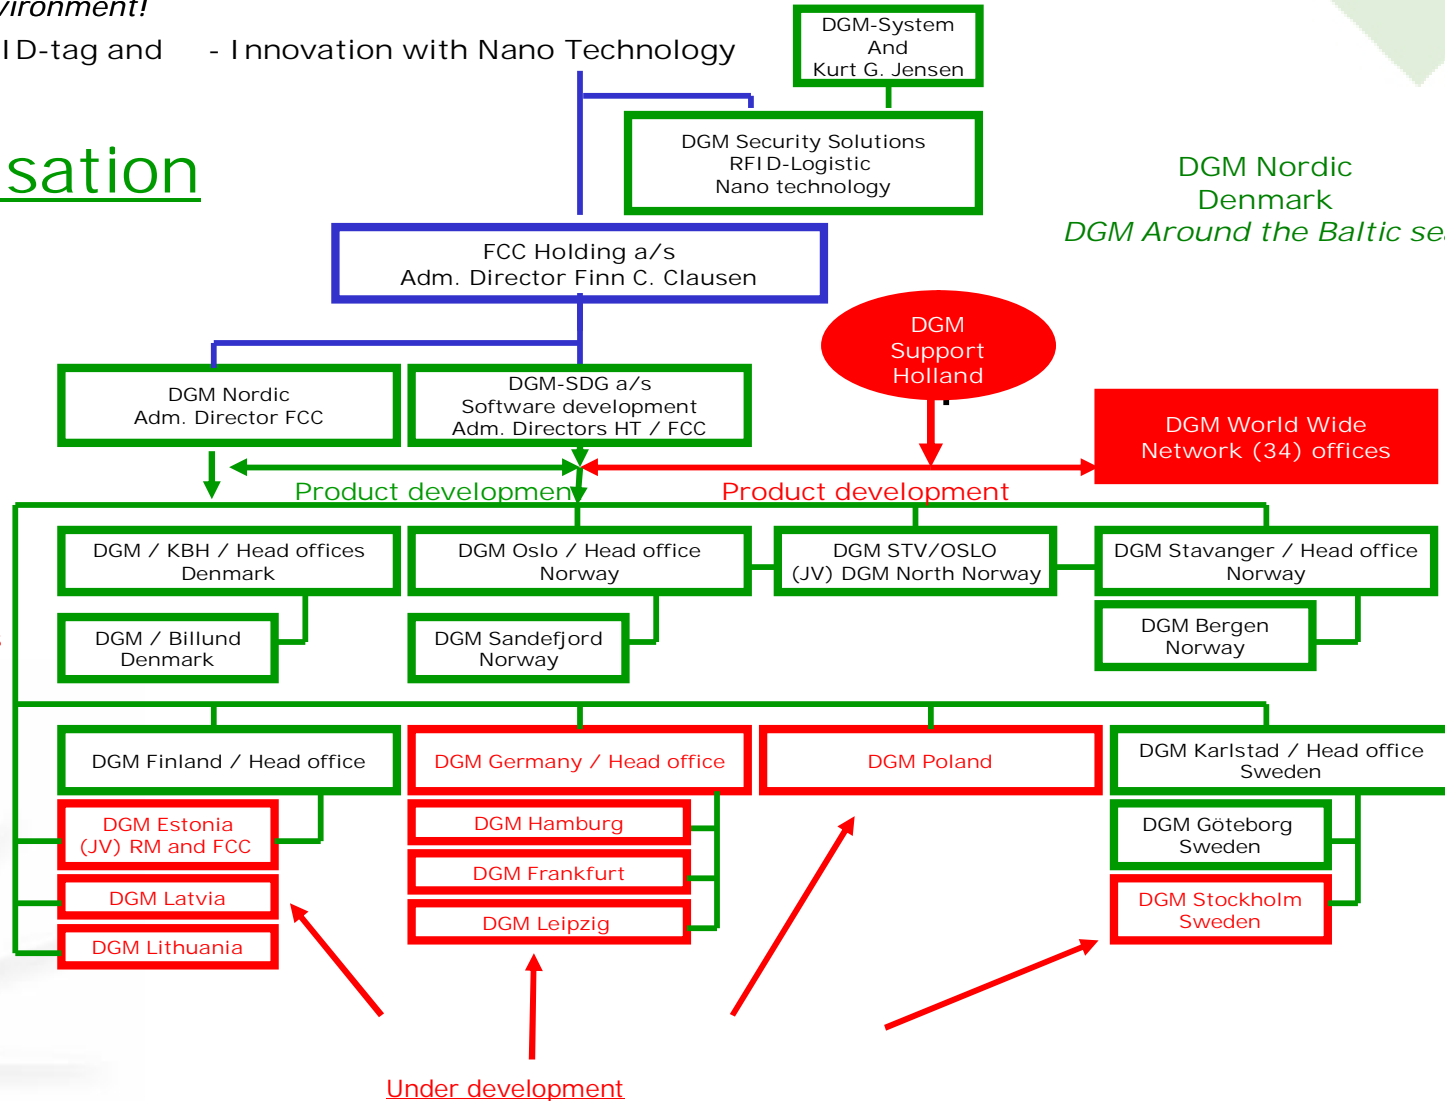 ID-tag and - Innovation with Nano Technology
DGM-System
And
Kurt G. Jensen
DGM Security Solutions
RFID-Logistic
Nano technology
sation
DGM Nordic
Denmark
DGM Around the Baltic
FCC Holding a/s
Adm. Director Finn C. Clausen
DGM
Support
Holland
DGM Nordic
Adm. Director FCC
DGM-SDG a/s
Software development
Adm. Directors HT / FCC
DGM World Wide
Network (34) offices
Product development
Product development
DGM / KBH / Head offices
Denmark
DGM Oslo / Head office
Norway
DGM STV/OSLO
(JV) DGM North Norway
DGM Stavanger / Head office
Norway
DGM / Billund
Denmark
DGM Sandefjord
Norway
DGM Bergen
Norway
DGM Finland / Head office
DGM Germany / Head office
DGM Poland
DGM Karlstad / Head office
Sweden
DGM Estonia
(JV) RM and FCC
DGM Hamburg
DGM Göteborg
Sweden
DGM Frankfurt
DGM Latvia
DGM Stockholm
Sweden
DGM Leipzig
DGM Lithuania
Under development